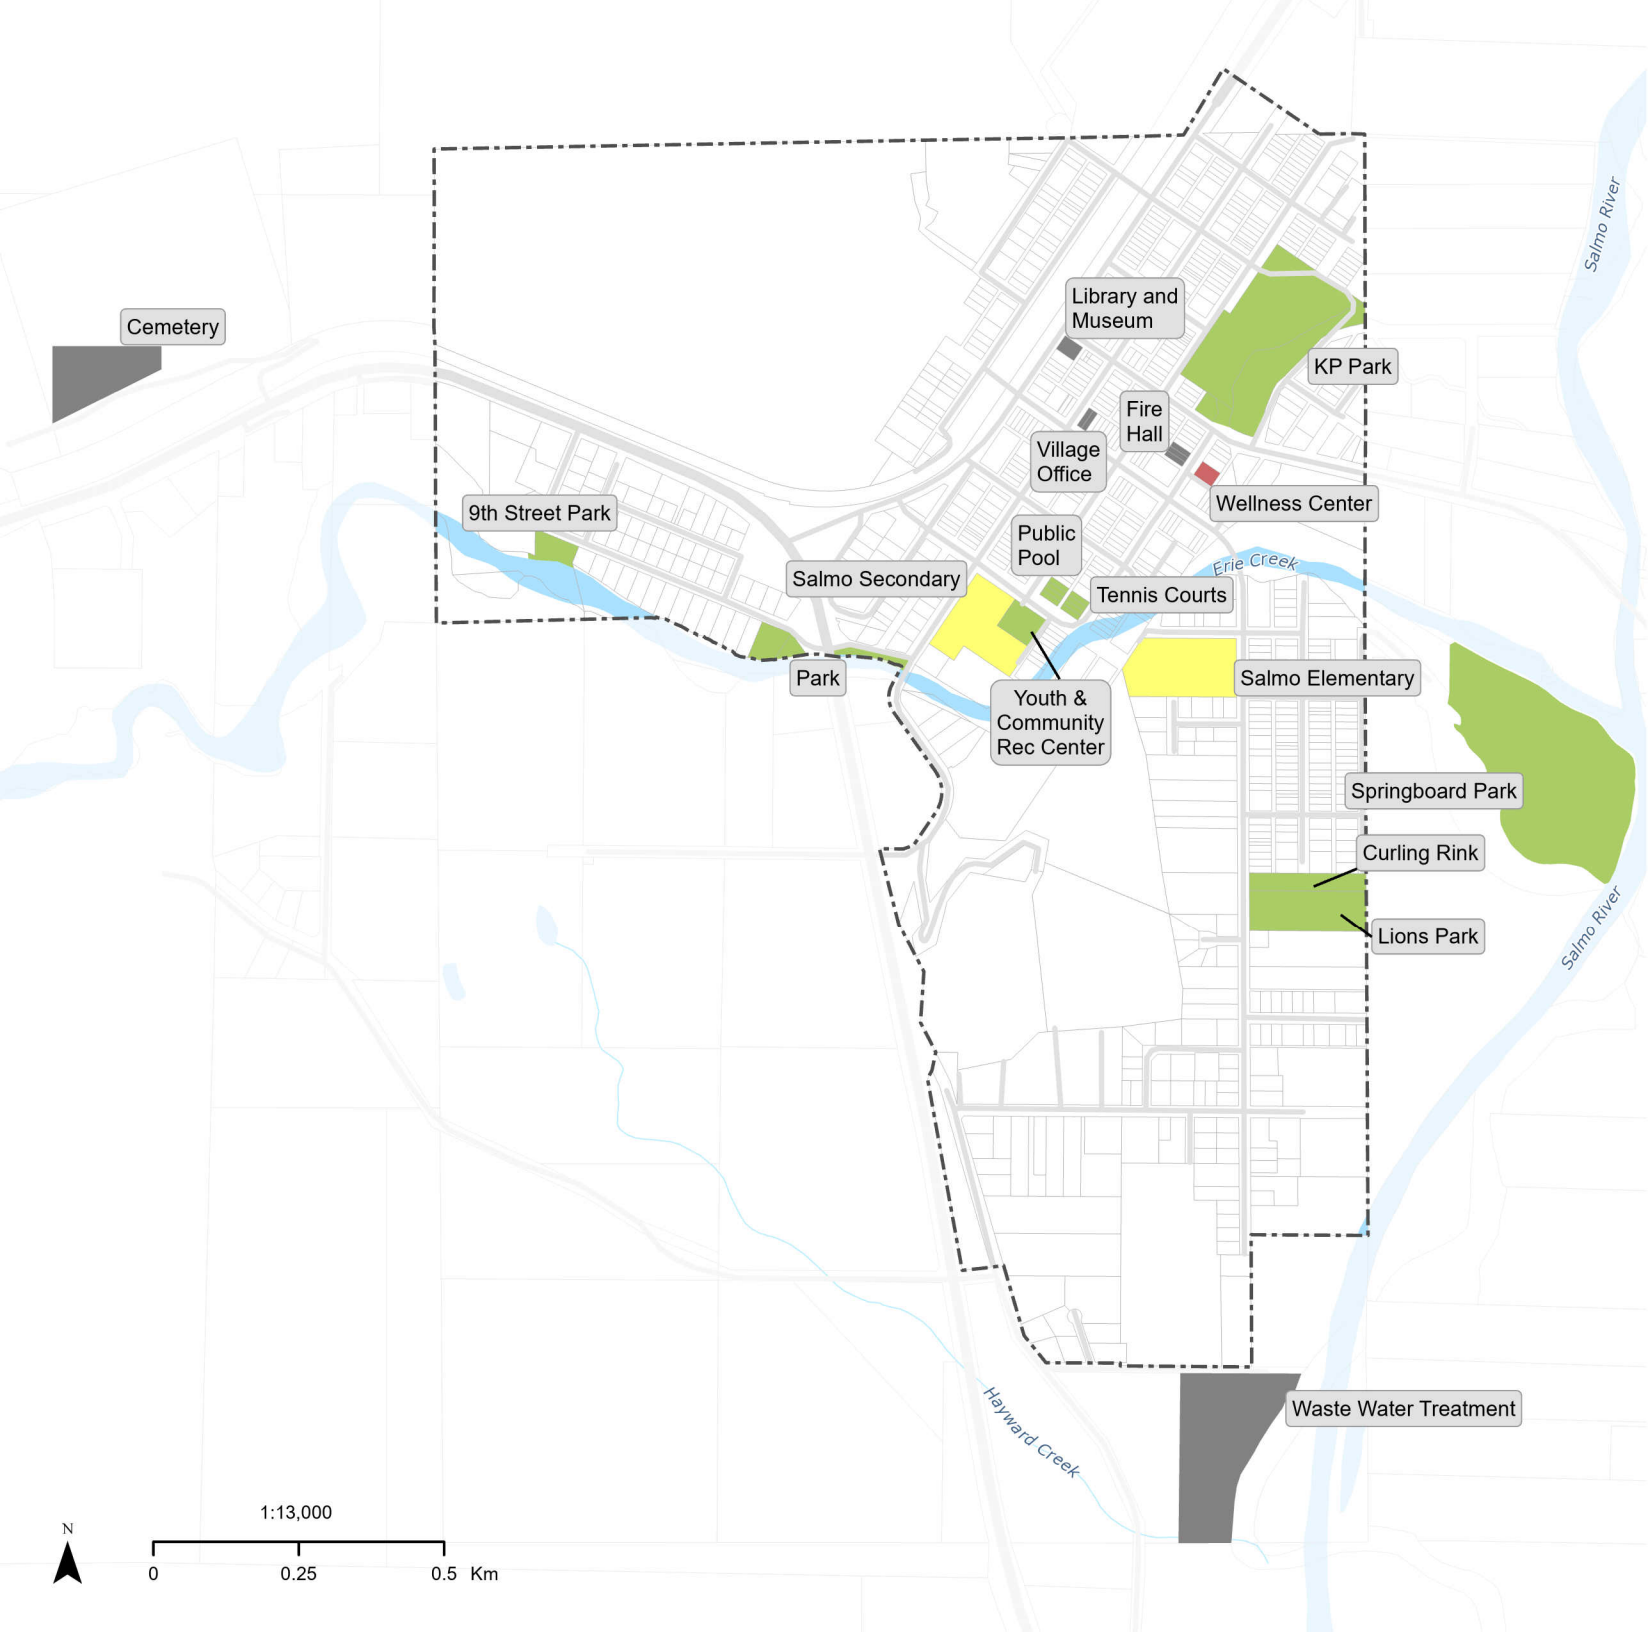 Salmo River
Library and
Museum
Cemetery
KP Park
Fire
Hall
Village
Office
Wellness Center
9th Street Park
Public
Pool
Erie Creek
Salmo Secondary
Tennis Courts
Park
Salmo Elementary
Youth &
Community
Rec Center
Springboard Park
Curling Rink
Lions Park
Salmo River
Waste Water Treatment
Hayward Creek
1:13,000
N
0 0.25 0.5 Km